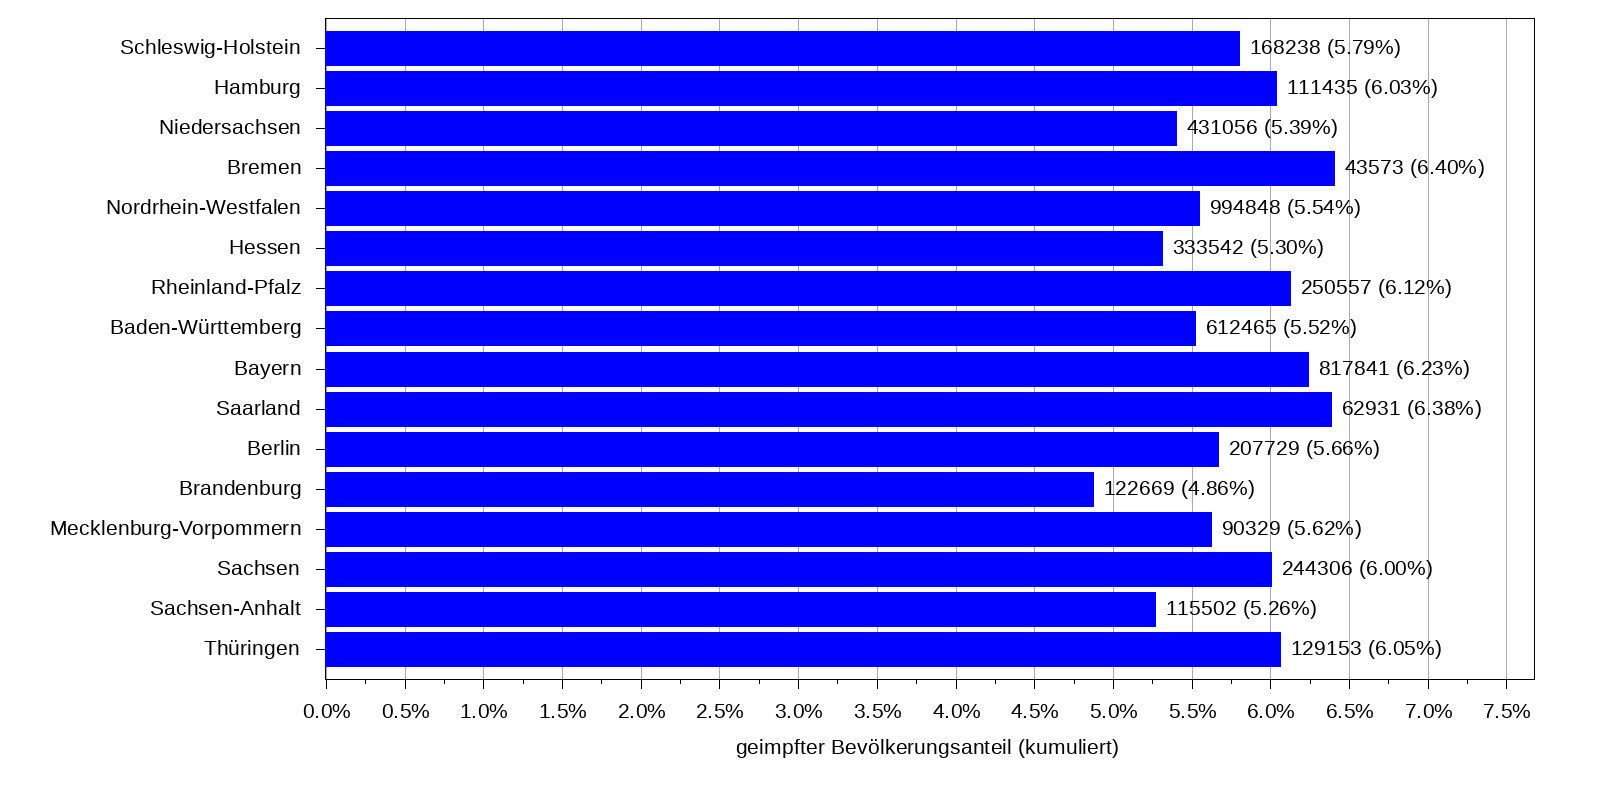 Schleswig-Holstein 168238 (5.79%)
Hamburg 111435 (6.03%)
Niedersachsen 431056 (5.39%)
Bremen 43573 (6.40%)
Nordrhein-Westfalen 994848 (5.54%)
Hessen 333542 (5.30%)
Rheinland-Pfalz 250557 (6.12%)
Baden-Württemberg 612465 (5.52%)
Bayern 817841 (6.23%)
Saarland 62931 (6.38%)
Berlin 207729 (5.66%)
Brandenburg 122669 (4.86%)
Mecklenburg-Vorpommern 90329 (5.62%)
Sachsen 244306 (6.00%)
Sachsen-Anhalt 115502 (5.26%)
Thüringen 129153 (6.05%)
0.0% 0.5% 1.0% 1.5% 2.0% 2.5% 3.0% 3.5% 4.0% 4.5% 5.0% 5.5% 6.0% 6.5% 7.0% 7.5%
geimpfter Bevölkerungsanteil (kumuliert)